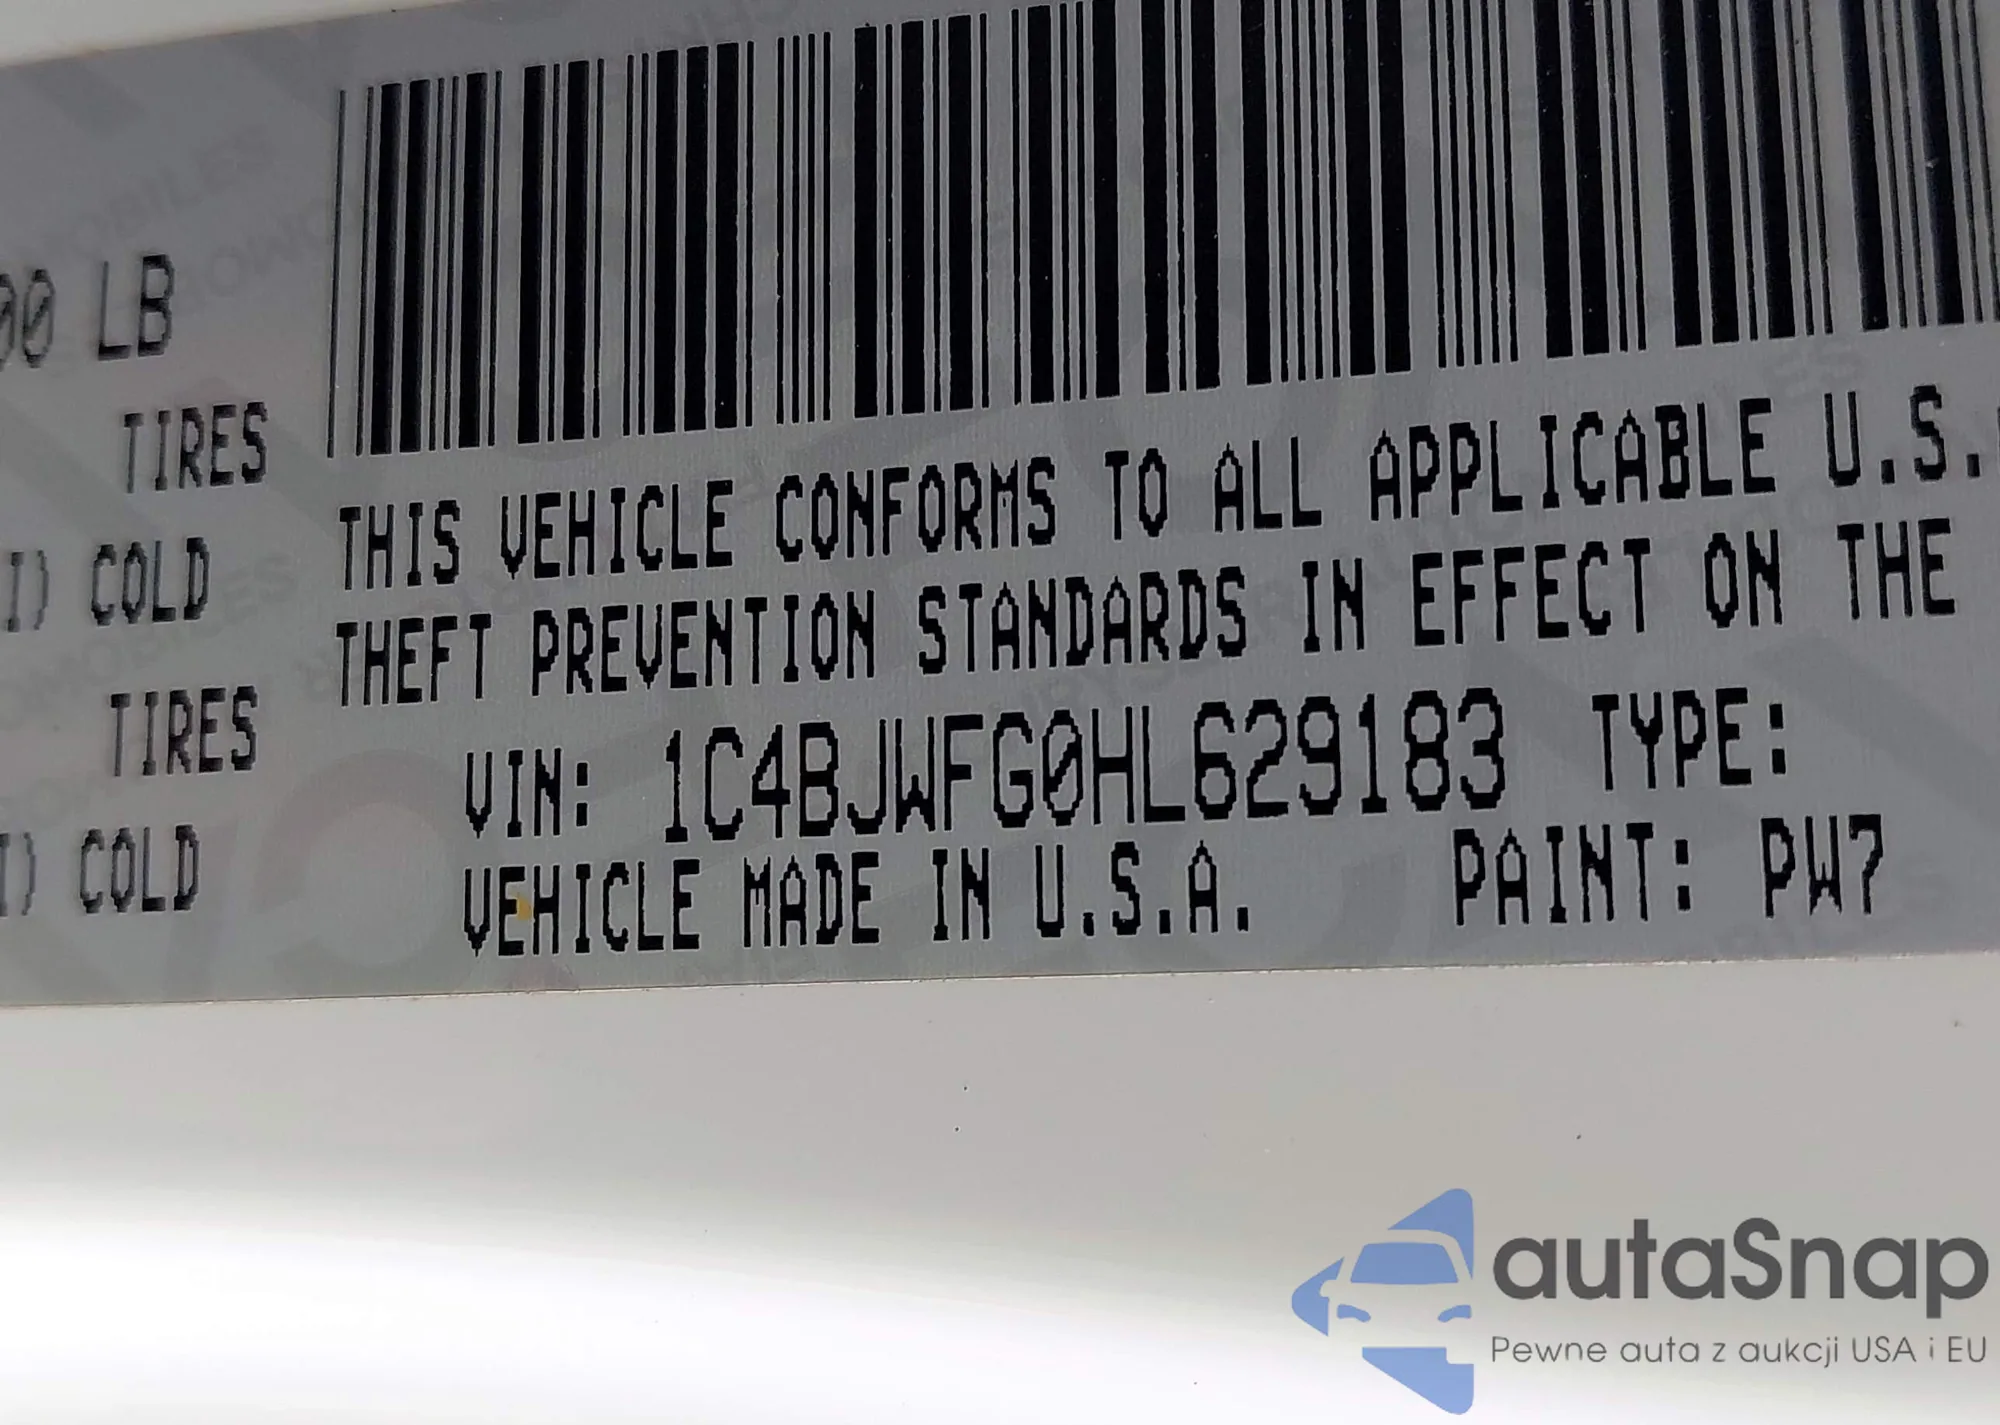 00 LB
TIRES
I) COLD
TIRES
I) COLD
THIS VEHICLE CONFORMS TO ALL APPLICABLE U.S.
THEFT PREVENTION STANDARDS IN EFFECT ON THE
VIN: 1C4BJWFG0HL629183 TYPE:
VEHICLE MADE IN U.S.A. PAINT: PW7
autaSnap
Pewne auta z aukcji USA i EU